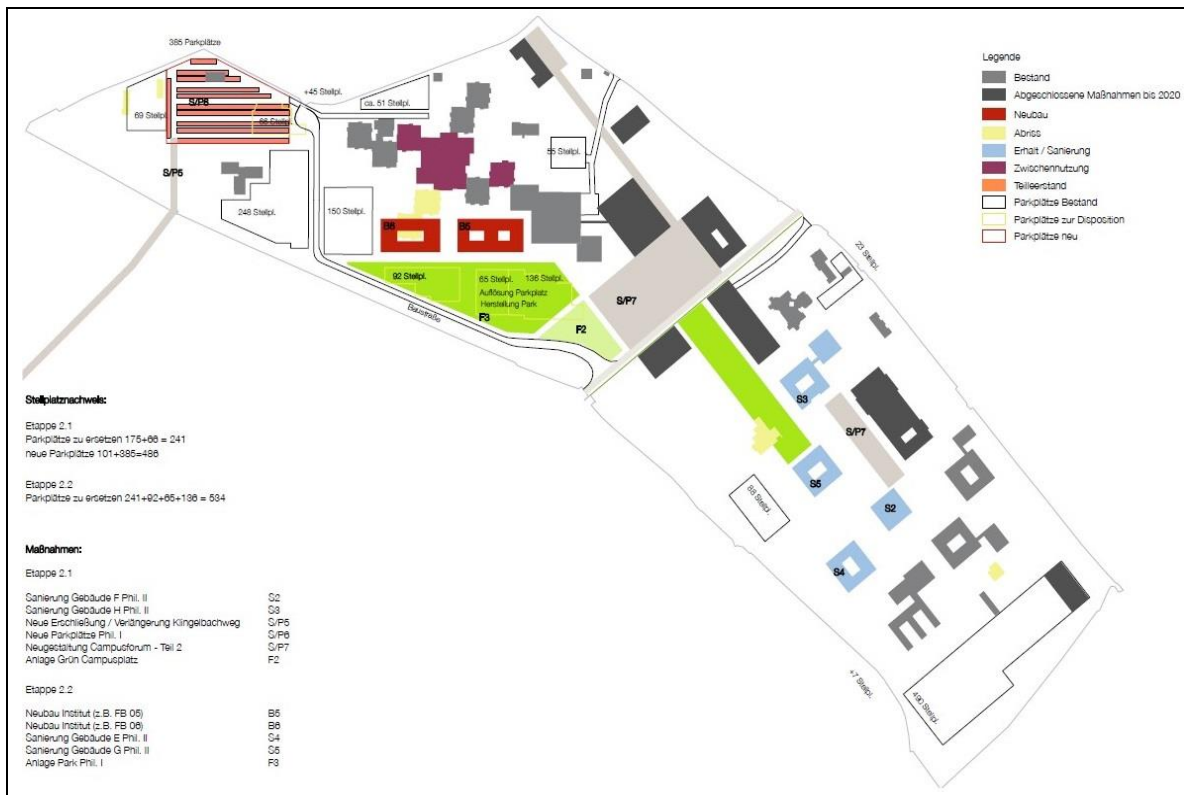 385 Parkplätze
+45 Stellpl.
ca. 51 Stellpl.
69 Stellpl.
S/P6
66 Stellpl.
55 Stellpl.
S/P5
248 Stellpl.
150 Stellpl.
B6
B5
92 Stellpl.
65 Stellpl.
136 Stellpl.
Auflösung Parkplatz
Herstellung Park
F3
F2
Baustraße
S/P7
23 Stellpl.
S3
S/P7
S5
S2
88 Stellpl.
S4
+7 Stellpl.
490 Stellpl.
Legende
Bestand
Abgeschlossene Maßnahmen bis 2020
Neubau
Abriss
Erhalt / Sanierung
Zwischennutzung
Teilleerstand
Parkplätze Bestand
Parkplätze zur Disposition
Parkplätze neu
Stellplatznachweis:
Etappe 2.1
Parkplätze zu ersetzen 175+66 = 241
neue Parkplätze 101+385=486
Etappe 2.2
Parkplätze zu ersetzen 241+92+65+136 = 534
Maßnahmen:
Etappe 2.1
Sanierung Gebäude F Phil. II S2
Sanierung Gebäude H Phil. II S3
Neue Erschließung / Verlängerung Klingelbachweg S/P5
Neue Parkplätze Phil. I S/P6
Neugestaltung Campusforum - Teil 2 S/P7
Anlage Grün Campusplatz F2
Etappe 2.2
Neubau Institut (z.B. FB 05) B5
Neubau Institut (z.B. FB 06) B6
Sanierung Gebäude E Phil. II S4
Sanierung Gebäude G Phil. II S5
Anlage Park Phil. I F3